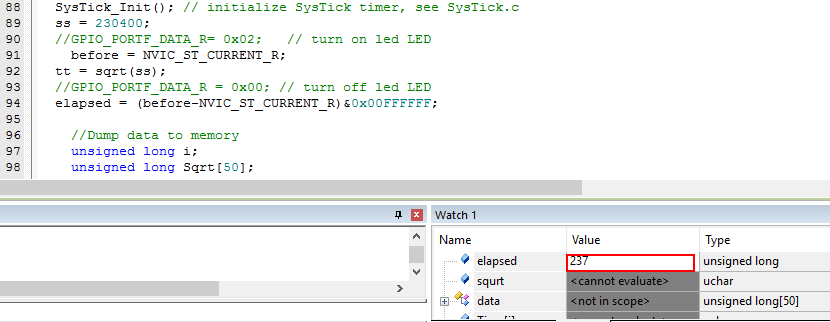 88 SysTick_Init(); // initialize SysTick timer, see SysTick.c
89 ss = 230400;
90 //GPIO_PORTF_DATA_R= 0x02; // turn on led LED
91 before = NVIC_ST_CURRENT_R;
92 tt = sqrt(ss);
93 //GPIO_PORTF_DATA_R = 0x00; // turn off led LED
94 elapsed = (before-NVIC_ST_CURRENT_R)&0x00FFFFFF;
95
96 //Dump data to memory
97 unsigned long i;
98 unsigned long Sqrt[50];
Watch 1
Name Value Type
elapsed 237 unsigned long
squrt <cannot evaluate> uchar
data <not in scope> unsigned long[50]